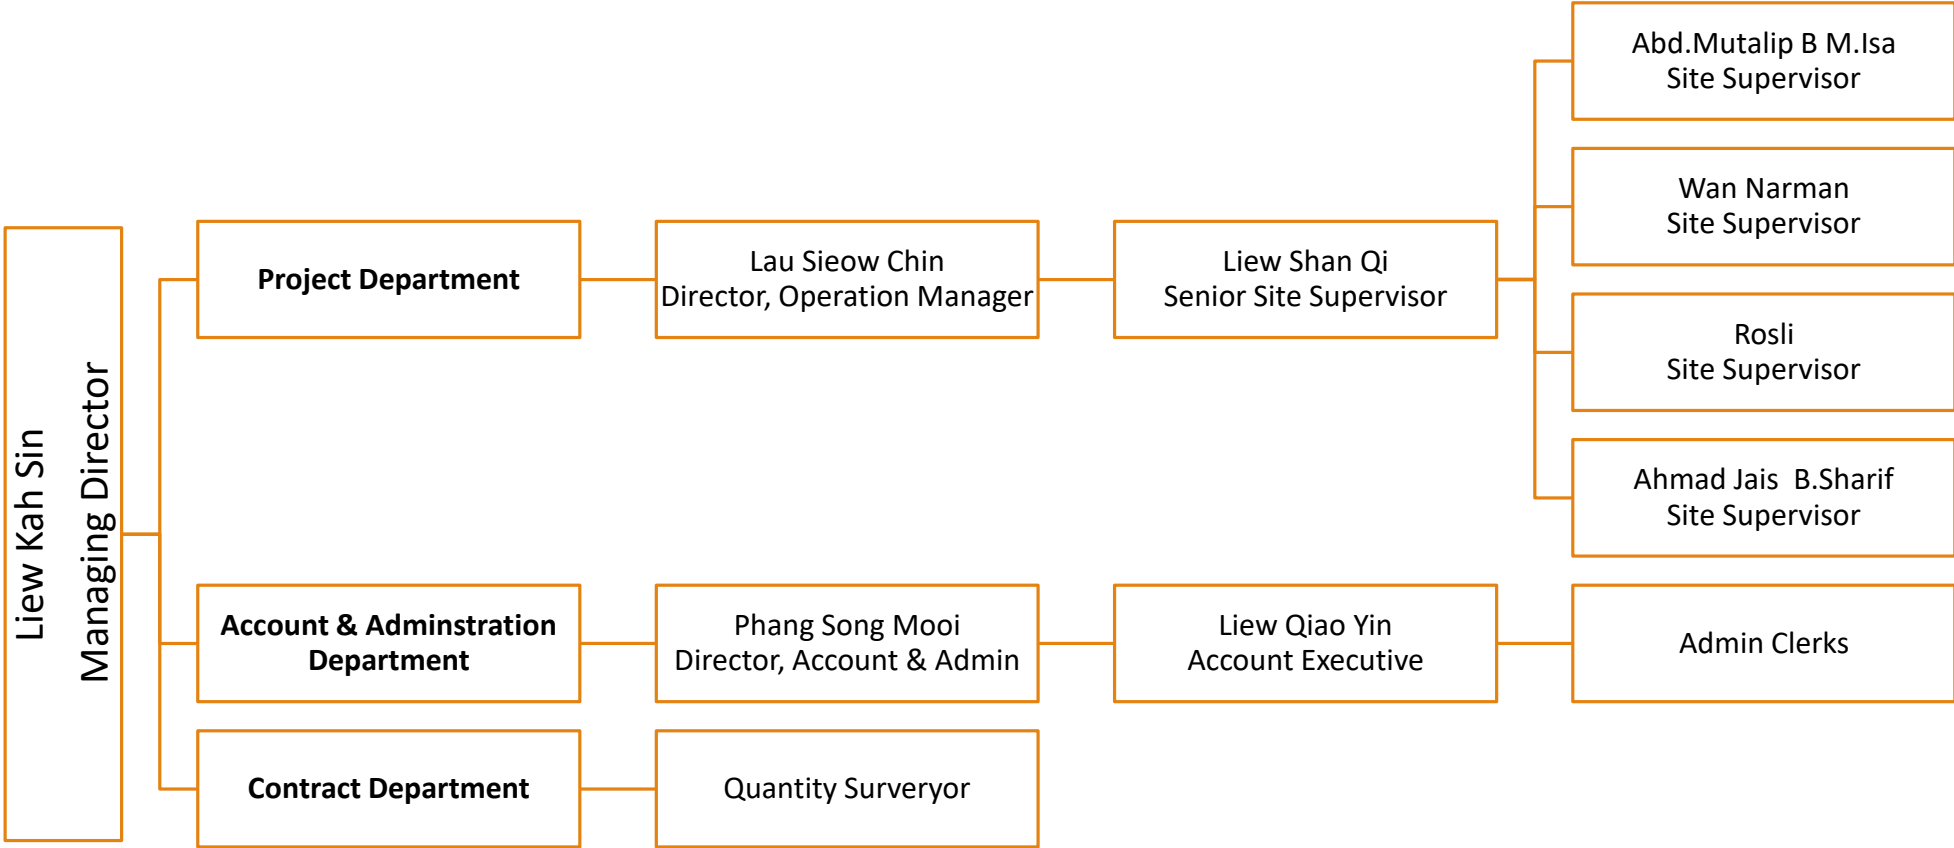 Liew Kah Sin
Managing Director
Project Department
Lau Sieow Chin
Director, Operation Manager
Liew Shan Qi
Senior Site Supervisor
Abd.Mutalip B M.Isa
Site Supervisor
Wan Narman
Site Supervisor
Rosli
Site Supervisor
Ahmad Jais  B.Sharif
Site Supervisor
Account & Adminstration
Department
Phang Song Mooi
Director, Account & Admin
Liew Qiao Yin
Account Executive
Admin Clerks
Contract Department
Quantity Surveryor